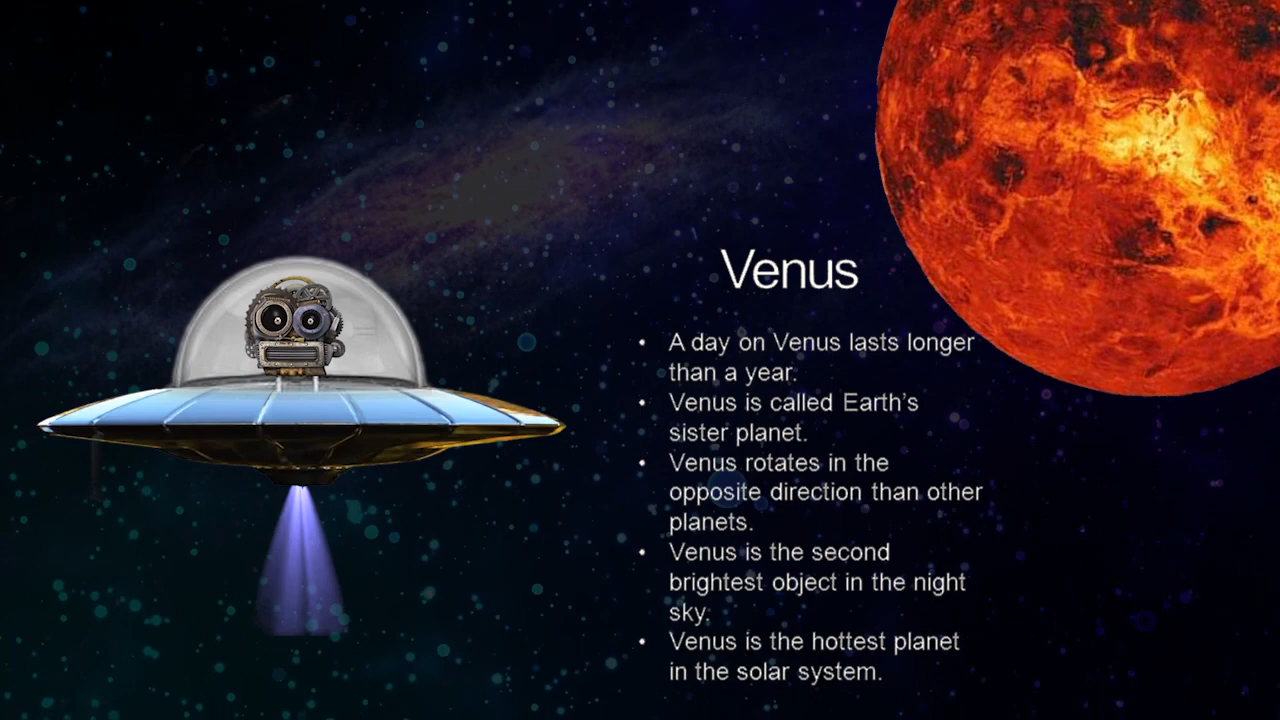 Venus
• A day on Venus lasts longer
than a year.
• Venus is called Earth’s
sister planet.
• Venus rotates in the
opposite direction than other
planets.
• Venus is the second
brightest object in the night
sky.
• Venus is the hottest planet
in the solar system.